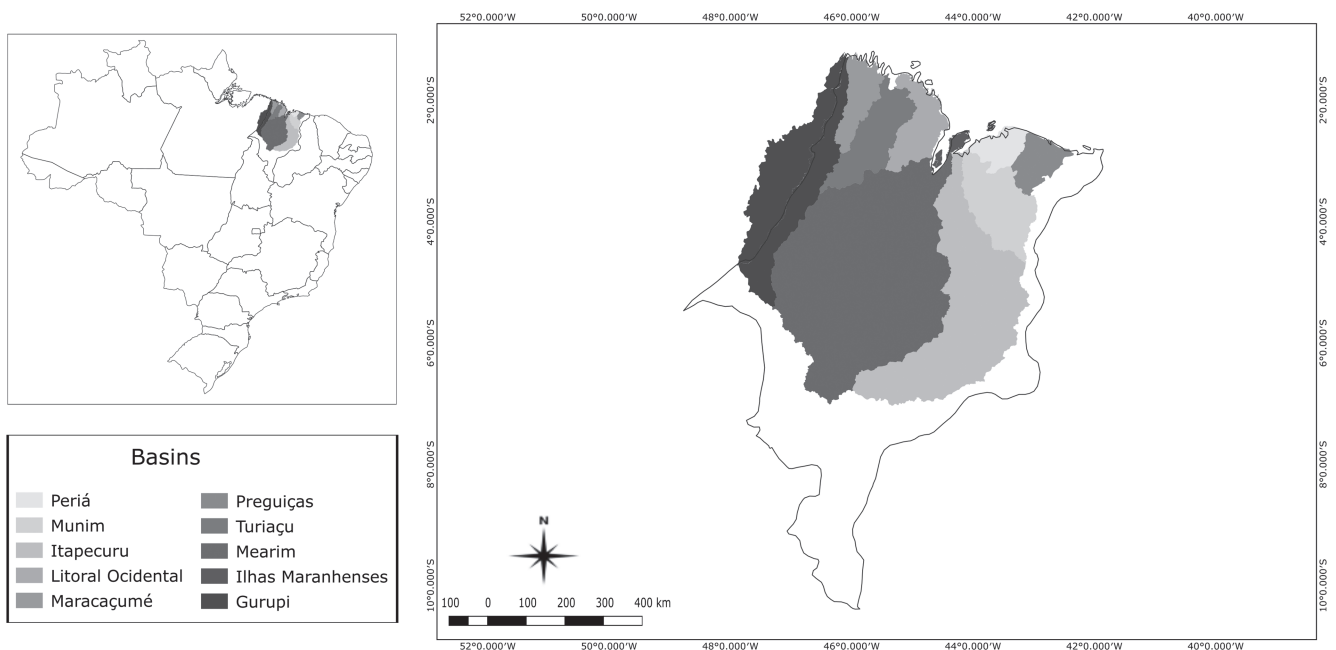 52°0.000'W 50°0.000'W 48°0.000'W 46°0.000'W 44°0.000'W 42°0.000'W 40°0.000'W
2°0.000'S 2°0.000'S
4°0.000'S 4°0.000'S
6°0.000'S 6°0.000'S
8°0.000'S 8°0.000'S
10°0.000'S 10°0.000'S
Basins
Periá Preguiças
Munim Turiaçu
Itapecuru Mearim
Litoral Ocidental Ilhas Maranhenses
Maracaçumé Gurupi
N
100 0 100 200 300 400 km
52°0.000'W 50°0.000'W 48°0.000'W 46°0.000'W 44°0.000'W 42°0.000'W 40°0.000'W